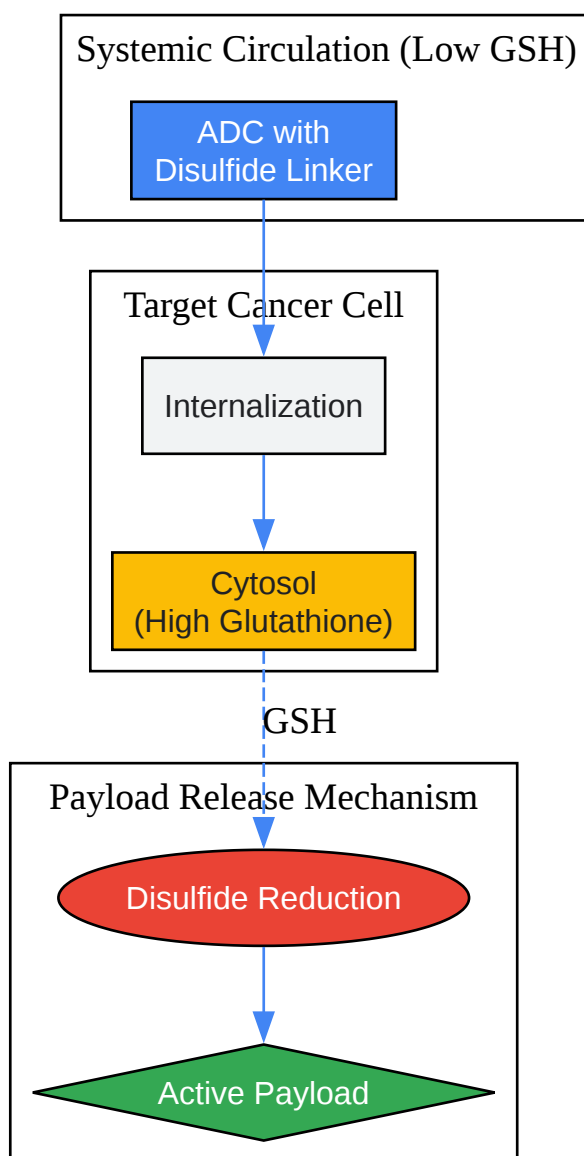 Systemic Circulation (Low GSH)
ADC with
Disulfide Linker
Target Cancer Cell
Internalization
Cytosol
(High Glutathione)
GSH
Payload Release Mechanism
Disulfide Reduction
Active Payload